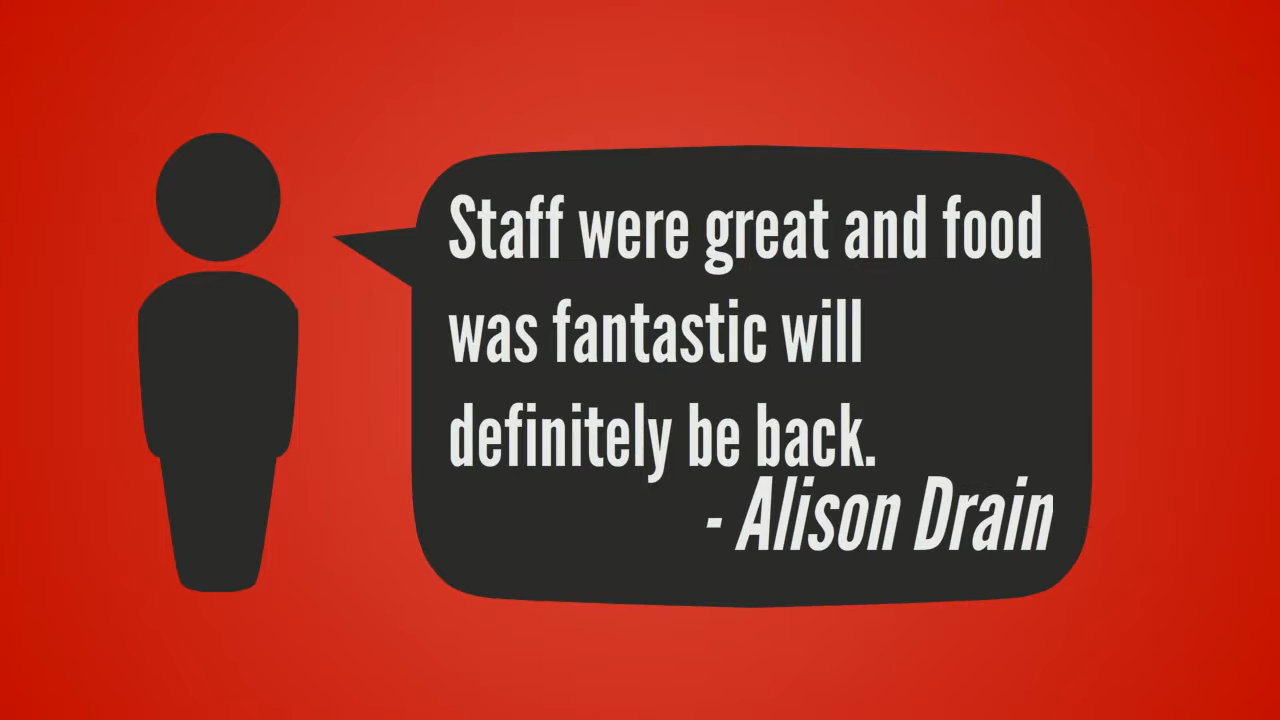 Staff were great and food
was fantastic will
definitely be back.
- Alison Drain